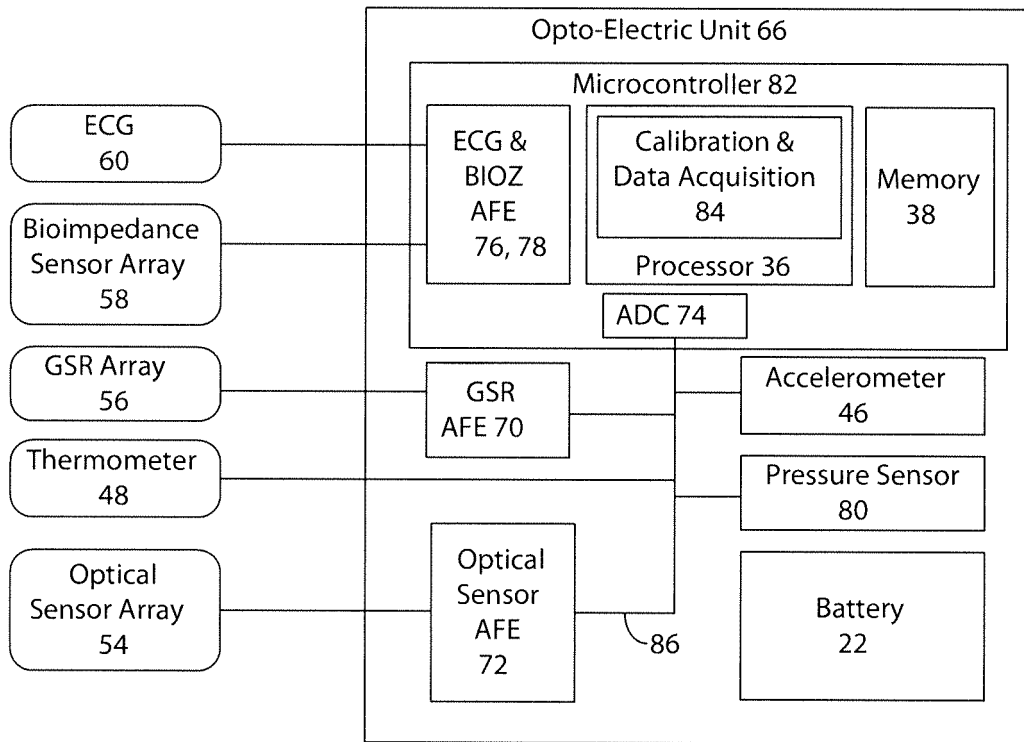 Opto-Electric Unit 66
Microcontroller 82
ECG
60
Bioimpedance
Sensor Array
58
GSR Array
56
Thermometer
48
Optical
Sensor Array
54
ECG &
BIOZ
AFE
76, 78
Calibration &
Data Acquisition
84
Processor 36
Memory
38
ADC 74
GSR
AFE 70
Accelerometer
46
Pressure Sensor
80
Optical
Sensor
AFE
72
86
Battery
22